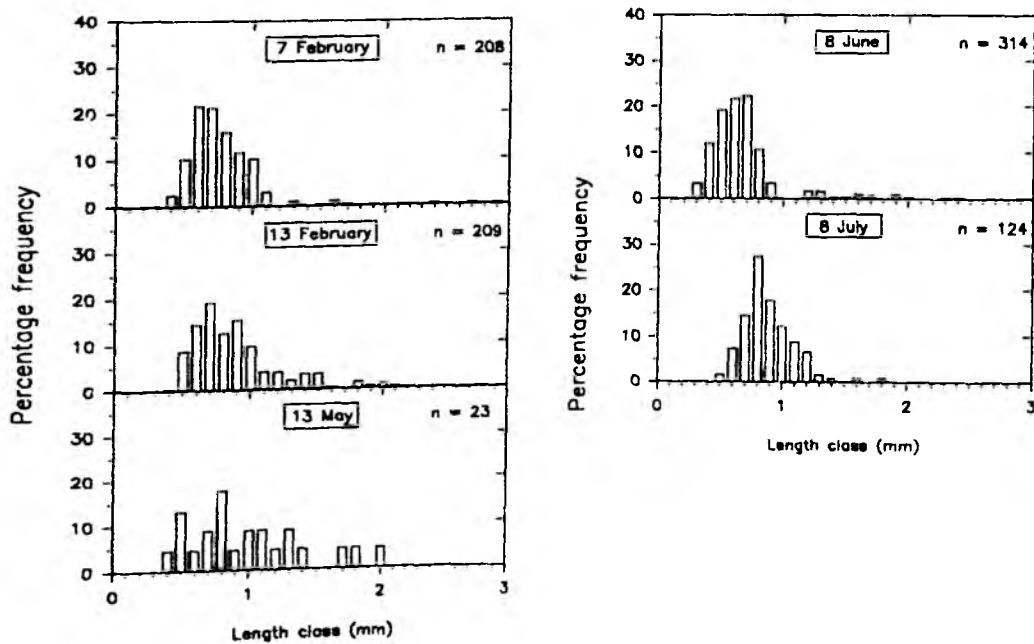 40
7 February
n = 208
30
20
10
0
13 February
n = 209
30
20
10
0
13 May
n = 23
30
20
10
0
0
1
2
3
Length class (mm)
Percentage frequency
40
8 June
n = 314
30
20
10
0
8 July
n = 124
30
20
10
0
0
1
2
3
Length class (mm)
Percentage frequency